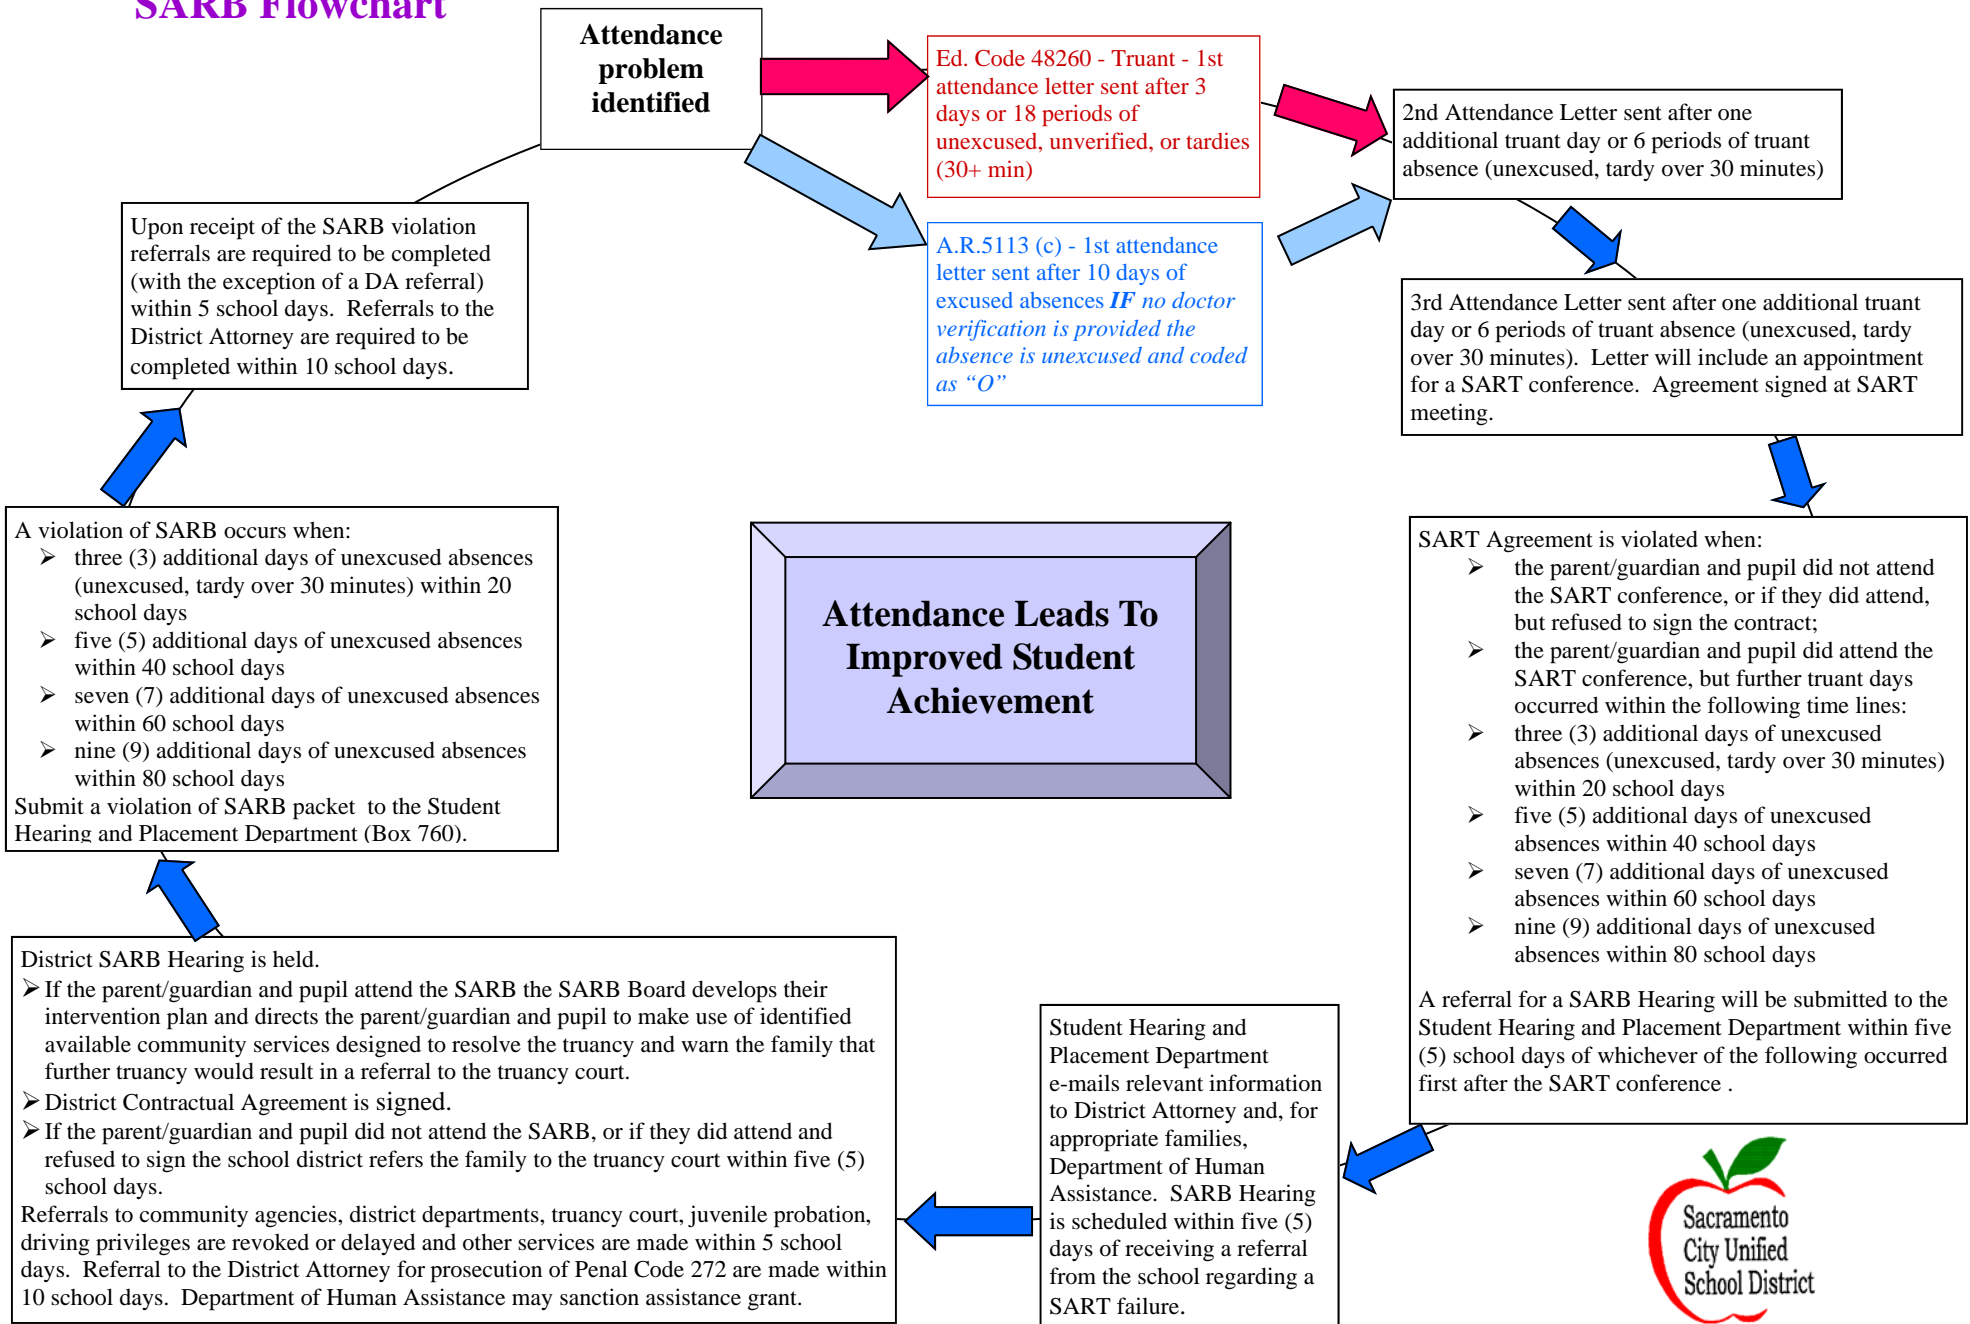 SARB Flowchart
Attendance
problem
identified
Ed. Code 48260 - Truant - 1st
attendance letter sent after 3
days or 18 periods of
unexcused, unverified, or tardies
(30+ min)
A.R.5113 (c) - 1st attendance
letter sent after 10 days of
excused absences IF no doctor
verification is provided the
absence is unexcused and coded
as “O”
2nd Attendance Letter sent after one
additional truant day or 6 periods of truant
absence (unexcused, tardy over 30 minutes)
3rd Attendance Letter sent after one additional truant
day or 6 periods of truant absence (unexcused, tardy
over 30 minutes).  Letter will include an appointment
for a SART conference.  Agreement signed at SART
meeting.
SART Agreement is violated when:
➢ the parent/guardian and pupil did not attend
the SART conference, or if they did attend,
but refused to sign the contract;
➢ the parent/guardian and pupil did attend the
SART conference, but further truant days
occurred within the following time lines:
➢ three (3) additional days of unexcused
absences (unexcused, tardy over 30 minutes)
within 20 school days
➢ five (5) additional days of unexcused
absences within 40 school days
➢ seven (7) additional days of unexcused
absences within 60 school days
➢ nine (9) additional days of unexcused
absences within 80 school days
A referral for a SARB Hearing will be submitted to the
Student Hearing and Placement Department within five
(5) school days of whichever of the following occurred
first after the SART conference .
Student Hearing and
Placement Department
e-mails relevant information
to District Attorney and, for
appropriate families,
Department of Human
Assistance.  SARB Hearing
is scheduled within five (5)
days of receiving a referral
from the school regarding a
SART failure.
District SARB Hearing is held.
➢ If the parent/guardian and pupil attend the SARB the SARB Board develops their
intervention plan and directs the parent/guardian and pupil to make use of identified
available community services designed to resolve the truancy and warn the family that
further truancy would result in a referral to the truancy court.
➢ District Contractual Agreement is signed.
➢ If the parent/guardian and pupil did not attend the SARB, or if they did attend and
refused to sign the school district refers the family to the truancy court within five (5)
school days.
Referrals to community agencies, district departments, truancy court, juvenile probation,
driving privileges are revoked or delayed and other services are made within 5 school
days.  Referral to the District Attorney for prosecution of Penal Code 272 are made within
10 school days.  Department of Human Assistance may sanction assistance grant.
A violation of SARB occurs when:
➢ three (3) additional days of unexcused absences
(unexcused, tardy over 30 minutes) within 20
school days
➢ five (5) additional days of unexcused absences
within 40 school days
➢ seven (7) additional days of unexcused absences
within 60 school days
➢ nine (9) additional days of unexcused absences
within 80 school days
Submit a violation of SARB packet  to the Student
Hearing and Placement Department (Box 760).
Upon receipt of the SARB violation
referrals are required to be completed
(with the exception of a DA referral)
within 5 school days.  Referrals to the
District Attorney are required to be
completed within 10 school days.
Attendance Leads To
Improved Student
Achievement
Sacramento
City Unified
School District